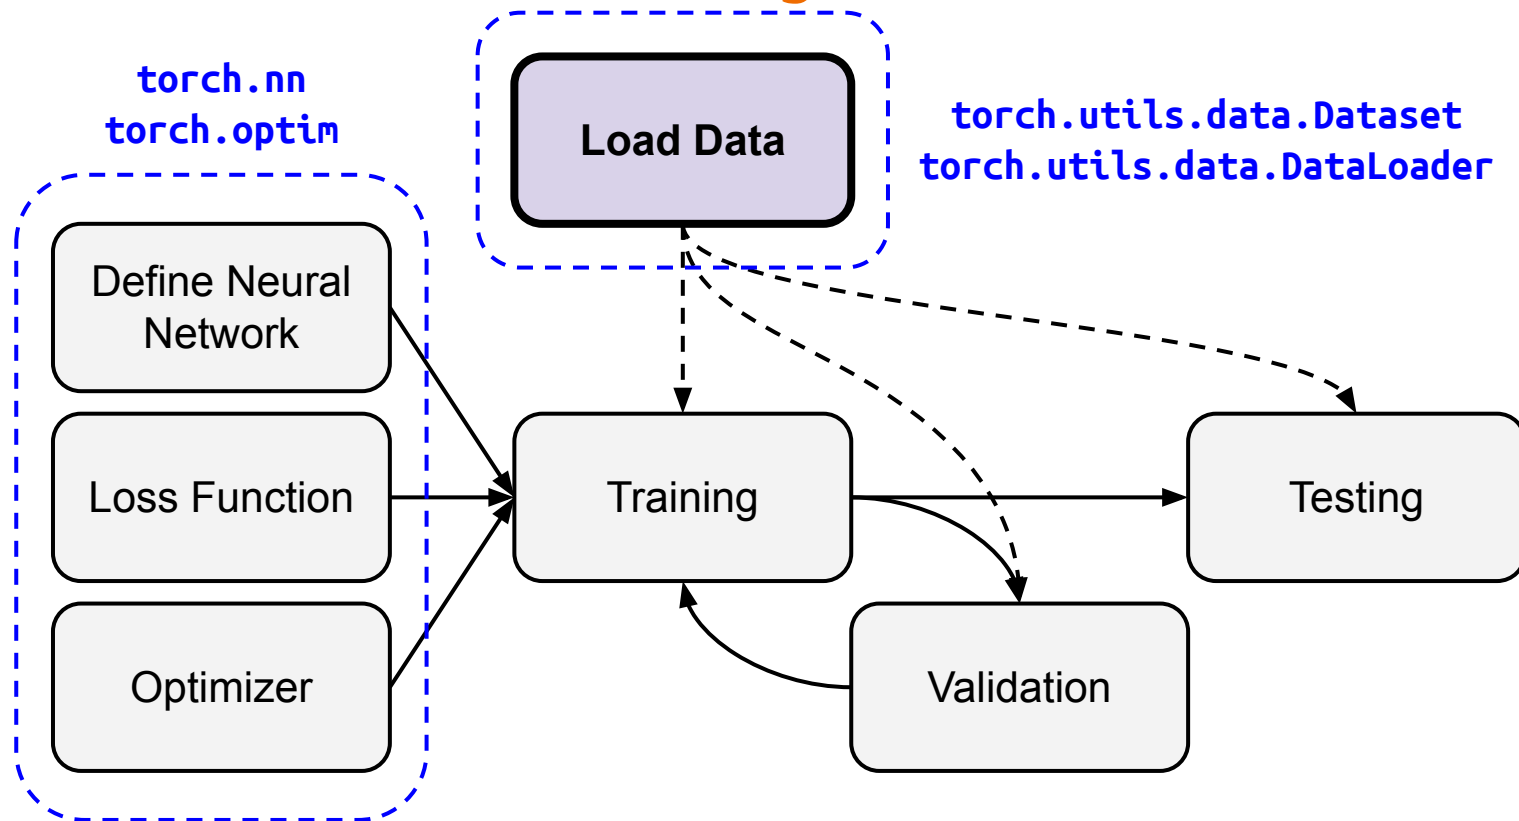 torch.nn
torch.optim
Load Data
torch.utils.data.Dataset
torch.utils.data.DataLoader
Define Neural
Network
Loss Function
Optimizer
Training
Validation
Testing